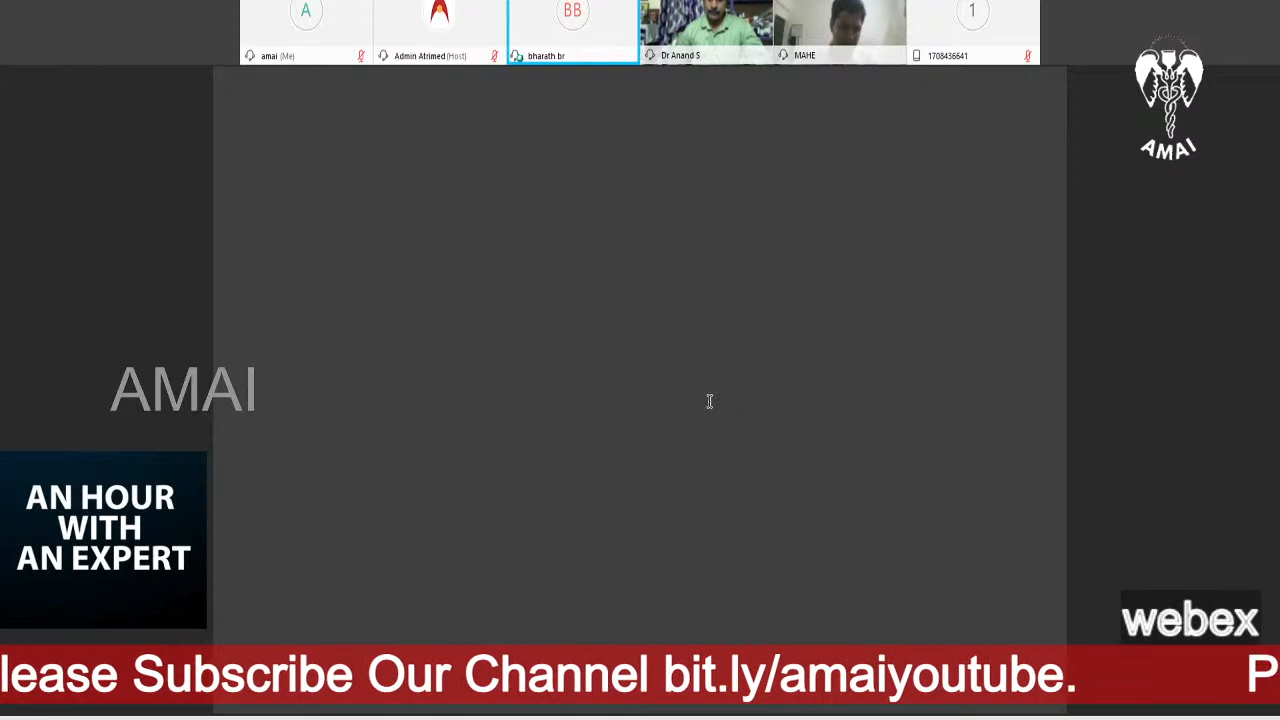 A
BB
1
amai (Me)
Admin Atrimed (Host)
bharath br
Dr Anand S
MAHE
1708436641
AMAI
AMAI
AN HOUR
WITH
AN EXPERT
webex
lease Subscribe Our Channel bit.ly/amaiyoutube. P